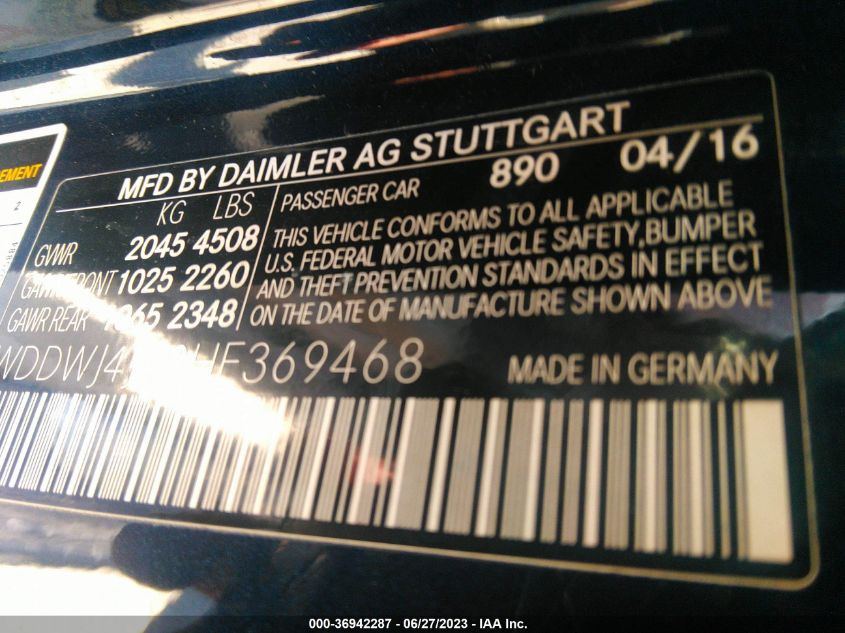 MFD BY DAIMLER AG STUTTGART
KG LBS
GVWR 2045 4508
GAWR FRONT 1025 2260
GAWR REAR 2348
PASSENGER CAR 890 04/16
THIS VEHICLE CONFORMS TO ALL APPLICABLE
U.S. FEDERAL MOTOR VEHICLE SAFETY, BUMPER
AND THEFT PREVENTION STANDARDS IN EFFECT
ON THE DATE OF MANUFACTURE SHOWN ABOVE
MADE IN GERMANY
000-36942287 - 06/27/2023 - IAA Inc.